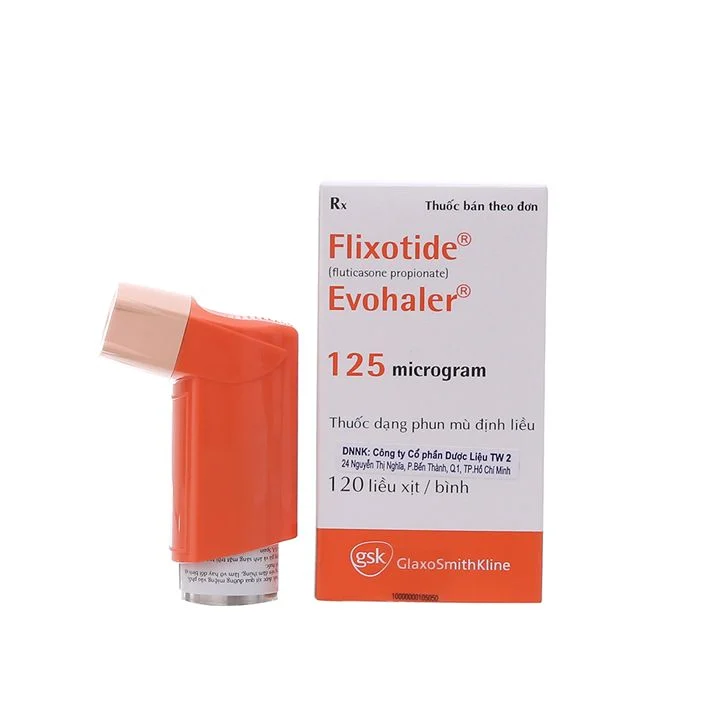 Rx Thuốc bán theo đơn
Flixotide®
(fluticasone propionate)
Evohaler®
125 microgram
Thuốc dạng phun mù định liều
DNNK: Công ty Cổ phần Dược Liệu TW 2
24 Nguyễn Thị Nghĩa, P.Bến Thành, Q.1, TP.Hồ Chí Minh
120 liều xịt / bình
gsk GlaxoSmithKline
10000000105050